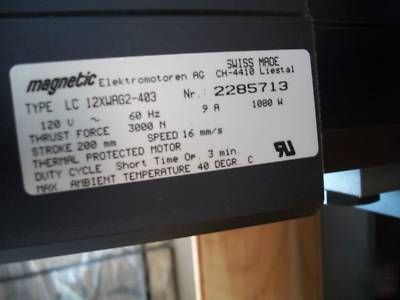 magnetic Elektromotoren AG SWISS MADE
CH-4410 Liestal
TYPE LC 12XWAG2-403 Nr.: 2285713
120 V ~ 60 Hz 9 A 1080 W
THRUST FORCE 3000 N
STROKE 200 mm SPEED 16 mm/s
THERMAL PROTECTED MOTOR
DUTY CYCLE Short Time Op. 3 min.
MAX. AMBIENT TEMPERATURE 40 DEGR. C